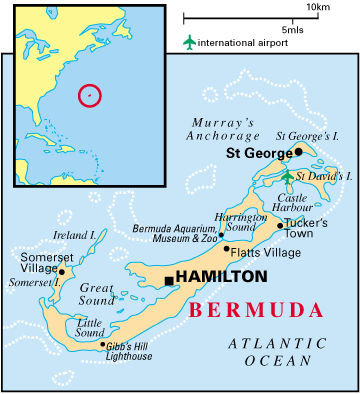 10km
5mls
international airport
Murray's
Anchorage
St George's I.
St George
St David's I.
Castle
Harbour
Harrington
Sound
Bermuda Aquarium,
Museum & Zoo
Tucker's
Town
Flatts Village
Ireland I.
Somerset
Village
Somerset I.
Great
Sound
HAMILTON
BERMUDA
Little
Sound
Gibb's Hill
Lighthouse
ATLANTIC
OCEAN